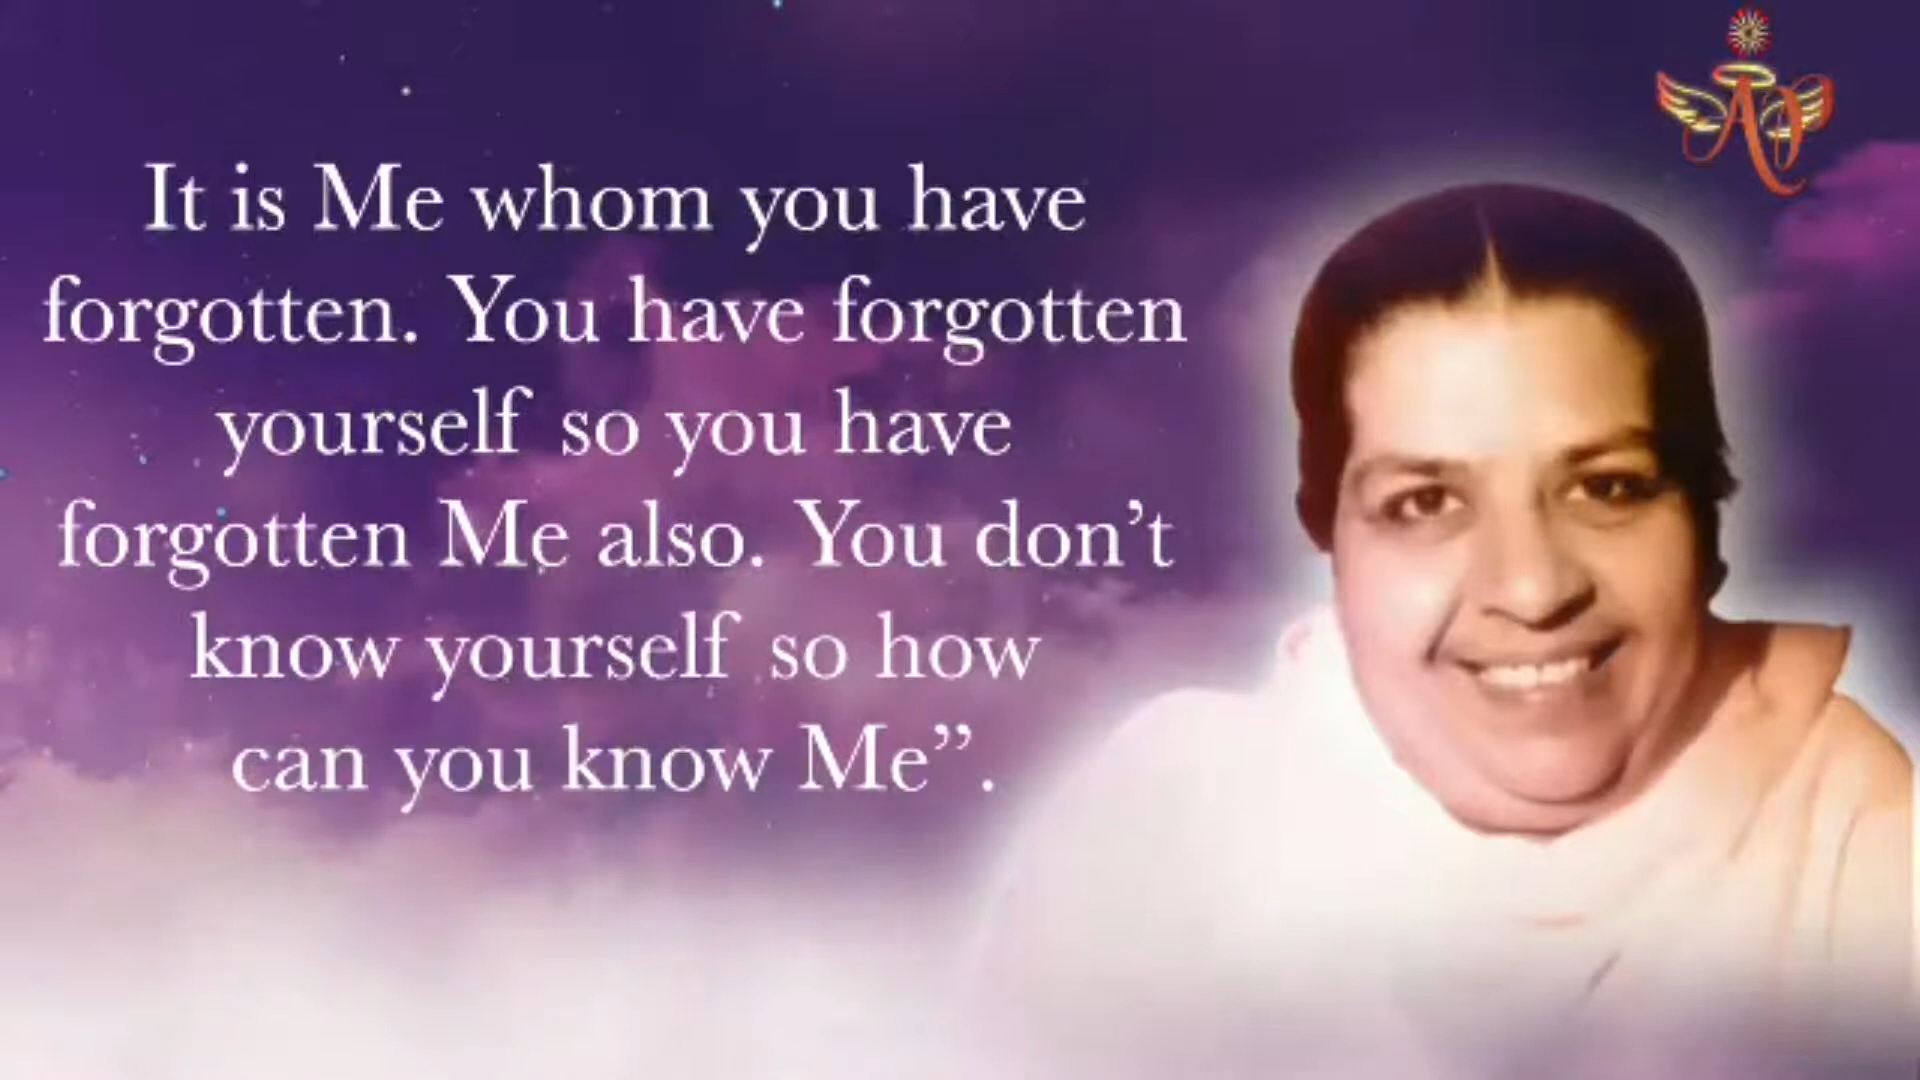 It is Me whom you have
forgotten. You have forgotten
yourself so you have
forgotten Me also. You don’t
know yourself so how
can you know Me”.